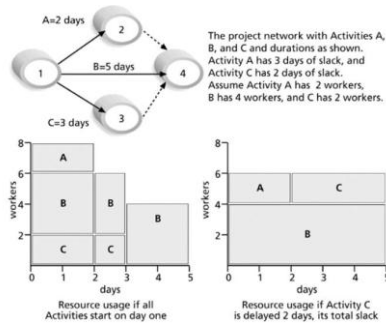 A=2 days
2
1
B=5 days
4
C=3 days
3
The project network with Activities A,
B, and C and durations as shown.
Activity A has 3 days of slack, and
Activity C has 2 days of slack.
Assume Activity A has 2 workers,
B has 4 workers, and C has 2 workers.
8
6
4
2
workers
A
B
B
B
C
C
0 1 2 3 4 5
days
Resource usage if all
Activities start on day one
8
6
4
2
workers
A
C
B
0 1 2 3 4 5
days
Resource usage if Activity C
is delayed 2 days, its total slack